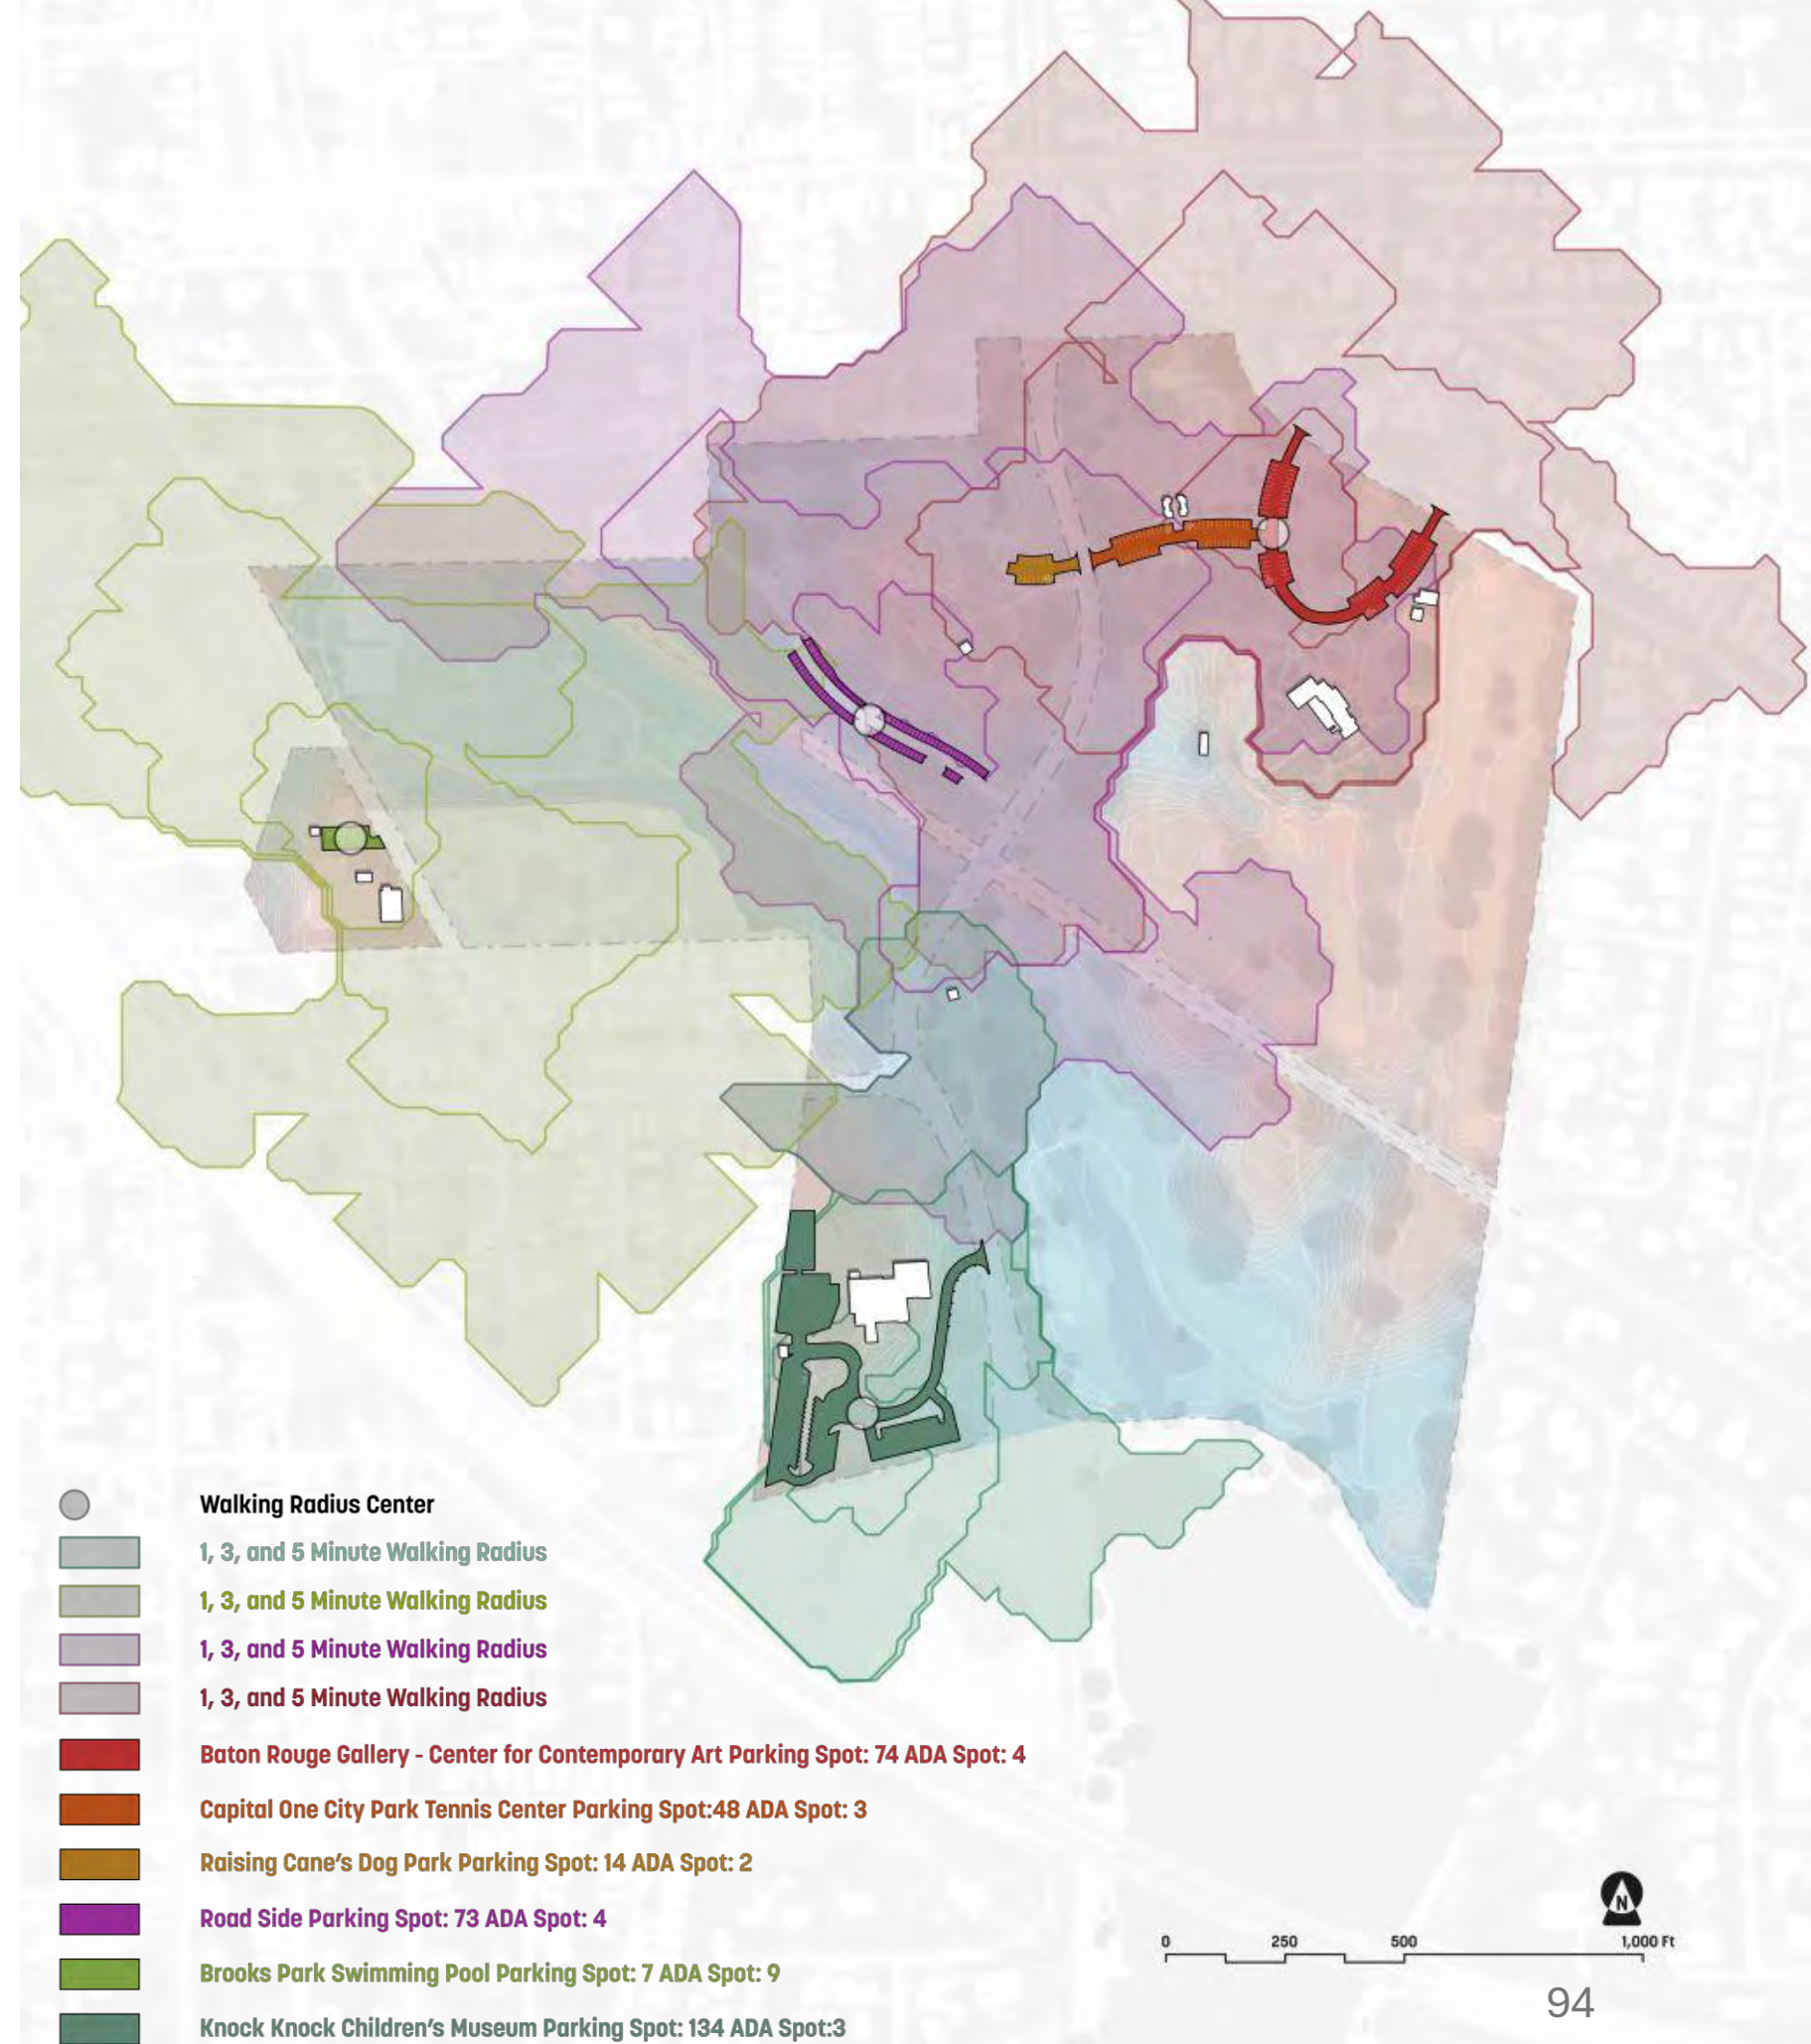 Walking Radius Center
1, 3, and 5 Minute Walking Radius
1, 3, and 5 Minute Walking Radius
1, 3, and 5 Minute Walking Radius
1, 3, and 5 Minute Walking Radius
Baton Rouge Gallery - Center for Contemporary Art Parking Spot: 74 ADA Spot: 4
Capital One City Park Tennis Center Parking Spot:48 ADA Spot: 3
Raising Cane's Dog Park Parking Spot: 14 ADA Spot: 2
Road Side Parking Spot: 73 ADA Spot: 4
Brooks Park Swimming Pool Parking Spot: 7 ADA Spot: 9
Knock Knock Children's Museum Parking Spot: 134 ADA Spot:3
N
0 250 500 1,000 Ft
94